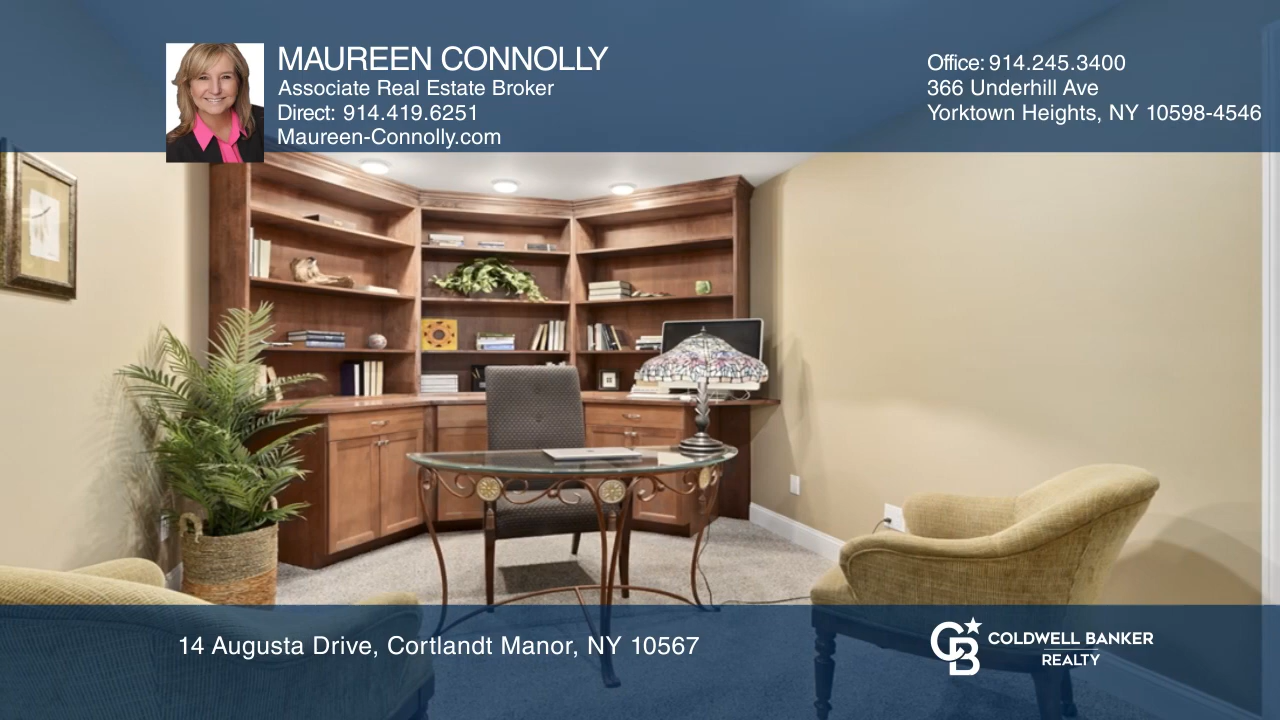 MAUREEN CONNOLLY
Associate Real Estate Broker
Direct: 914.419.6251
Maureen-Connolly.com
Office: 914.245.3400
366 Underhill Ave
Yorktown Heights, NY 10598-4546
14 Augusta Drive, Cortlandt Manor, NY 10567
CB
COLDWELL BANKER
REALTY